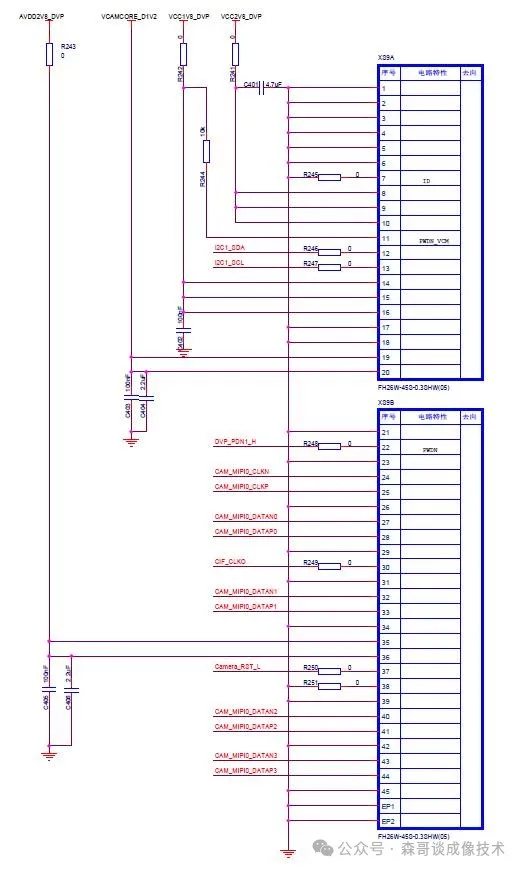 AVDD2V8_DVP VCAMCORE_D1V2 VCC1V8_DVP VCC2V8_DVP
R243
0
R242 0
R241 0
C401 4.7uF
10k
R244
X89A
序号 电路特性 去向
1
2
3
4
5
6
R245 0 7 ID
8
9
10
11 PWDN_VCM
I2C1_SDA R246 0 12
I2C1_SCL R247 0 13
14
15
16
100nF
C402
17
18
19
20
FH26W-45S-0.3SHW(05)
100nF 2.2uF
C403 C404
X89B
序号 电路特性 去向
21
DVP_PDN1_H R248 0 22 PWDN
23
CAM_MIPI0_CLKN 24
CAM_MIPI0_CLKP 25
26
CAM_MIPI0_DATAN0 27
CAM_MIPI0_DATAP0 28
29
CIF_CLKO R249 0 30
31
CAM_MIPI0_DATAN1 32
CAM_MIPI0_DATAP1 33
34
35
36
Camera_RST_L R250 0 37
R251 0 38
100nF 2.2uF
C405 C406
39
CAM_MIPI0_DATAN2 40
CAM_MIPI0_DATAP2 41
42
CAM_MIPI0_DATAN3 43
CAM_MIPI0_DATAP3 44
45
EP1
EP2
FH26W-45S-0.3SHW(05)
公众号 · 森哥谈成像技术